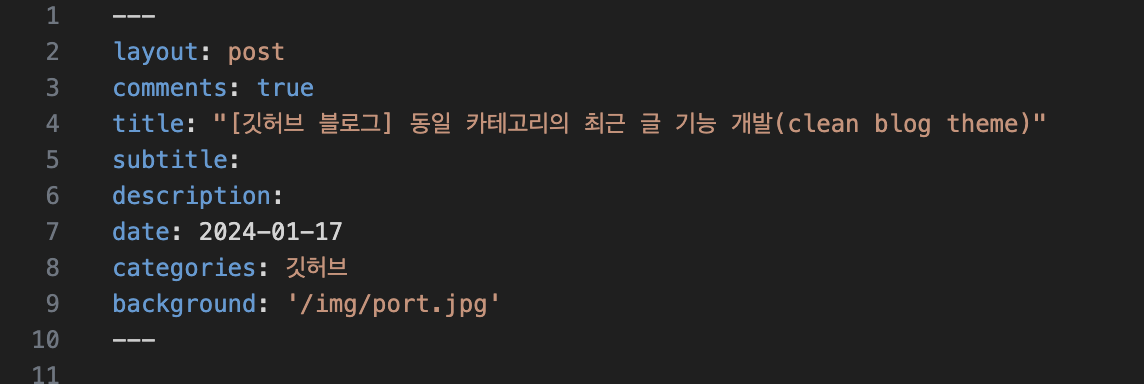 1 ---
2 layout: post
3 comments: true
4 title: "[깃허브 블로그] 동일 카테고리의 최근 글 기능 개발(clean blog theme)"
5 subtitle:
6 description:
7 date: 2024-01-17
8 categories: 깃허브
9 background: '/img/port.jpg'
10 ---
11